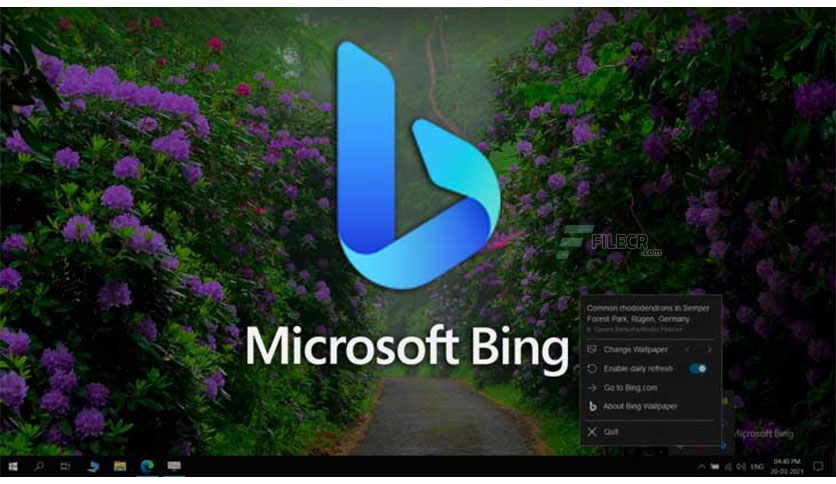 FILECR
.com
Microsoft Bing
Common rhododendrons in Semper
Forest Park, Rügen, Germany
Change Wallpaper
Enable daily refresh
Go to Bing.com
About Bing Wallpaper
Quit
Microsoft Bing
ENG
04:40 PM
20-03-2021